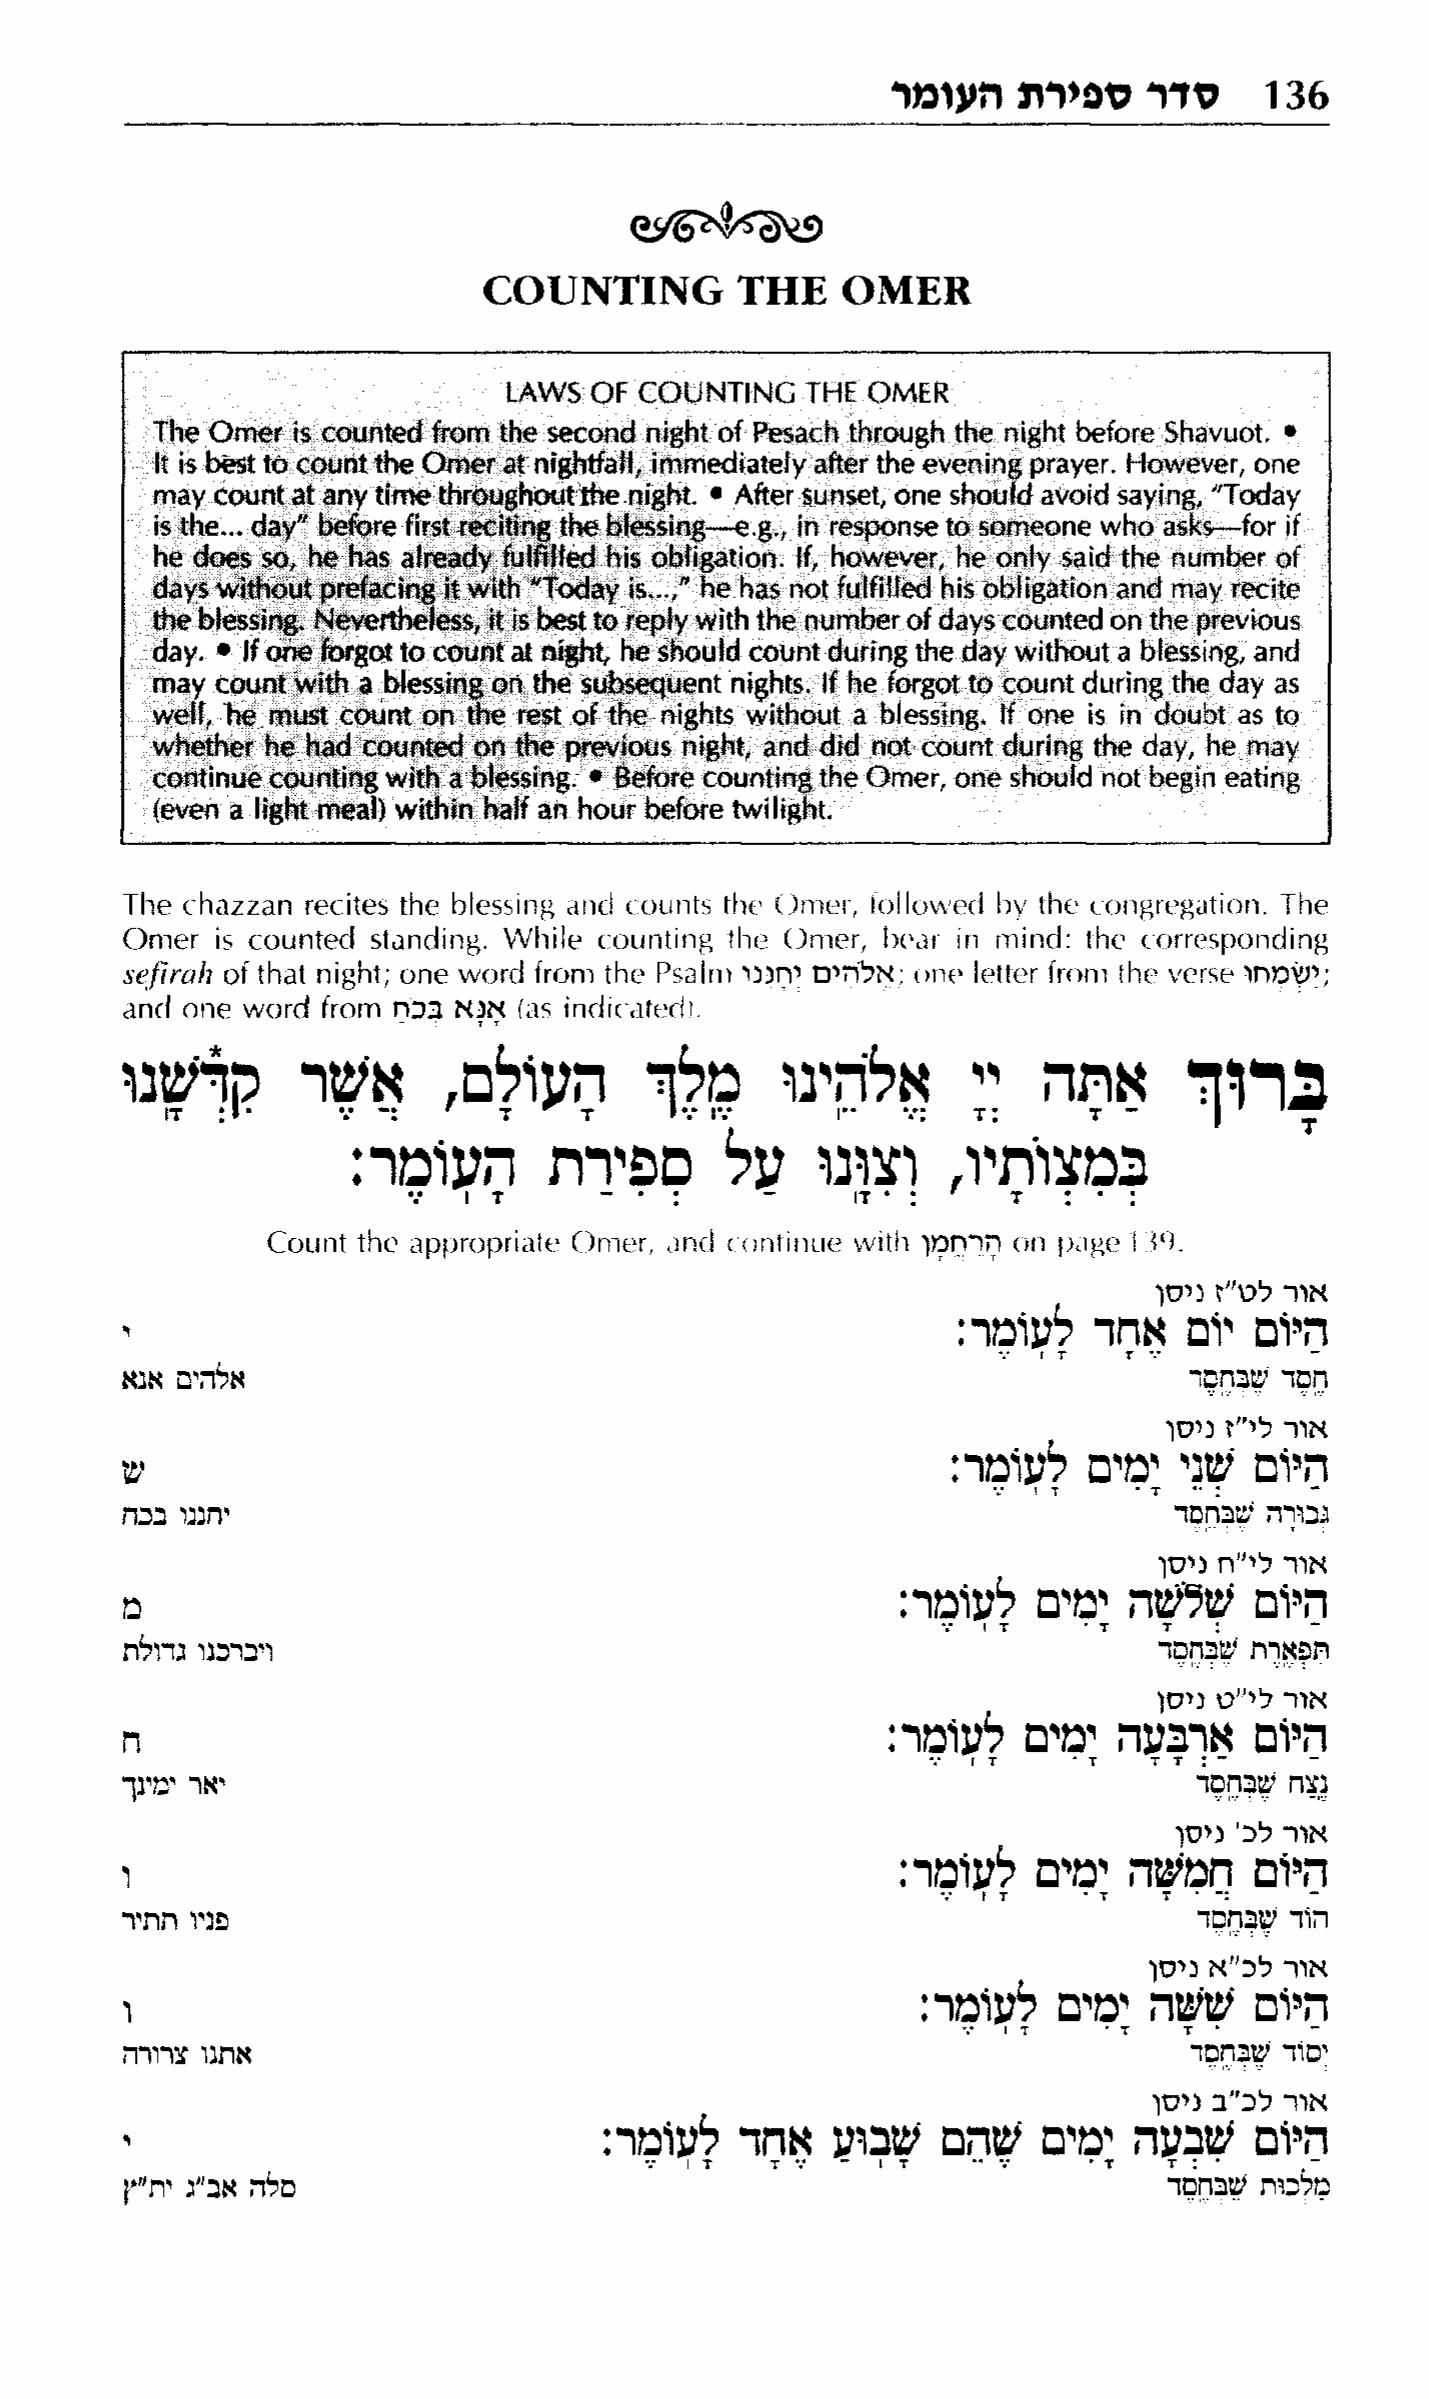 136 סדר ספירת העומר
COUNTING THE OMER
LAWS OF COUNTING THE OMER
The Omer is counted from the second night of Pesach through the night before Shavuot. •
It is best to count the Omer at nightfall, immediately after the evening prayer. However, one
may count at any time throughout the night. • After sunset, one should avoid saying, "Today
is the... day" before first reciting the blessing—e.g., in response to someone who asks—for if
he does so, he has already fulfilled his obligation. If, however, he only said the number of
days without prefacing it with "Today is...," he has not fulfilled his obligation and may recite
the blessing. Nevertheless, it is best to reply with the number of days counted on the previous
day. • If one forgot to count at night, he should count during the day without a blessing, and
may count with a blessing on the subsequent nights. If he forgot to count during the day as
well, he must count on the rest of the nights without a blessing. If one is in doubt as to
whether he had counted on the previous night, and did not count during the day, he may
continue counting with a blessing. • Before counting the Omer, one should not begin eating
(even a light meal) within half an hour before twilight.
The chazzan recites the blessing and counts the Omer, followed by the congregation. The
Omer is counted standing. While counting the Omer, bear in mind: the corresponding
sefirah of that night; one word from the Psalm אֱלֹהִים יְחָנֵּנוּ; one letter from the verse יִשְׂמְחוּ;
and one word from אָנָּא בְּכֹחַ (as indicated).
בָּרוּךְ אַתָּה יְיָ אֱלֹהֵֽינוּ מֶֽלֶךְ הָעוֹלָם, אֲשֶׁר קִדְּשָֽׁנוּ*
בְּמִצְוֹתָיו, וְצִוָּֽנוּ עַל סְפִירַת הָעֽוֹמֶר:
Count the appropriate Omer, and continue with הָרַחֲמָן on page 139.
אור לט"ז ניסן
הַיּוֹם יוֹם אֶחָד לָעֽוֹמֶר: י
חֶֽסֶד שֶׁבְּחֶֽסֶד אלהים אנא
אור לי"ז ניסן
הַיּוֹם שְׁנֵי יָמִים לָעֽוֹמֶר: ש
גְּבוּרָה שֶׁבְּחֶֽסֶד יחננו בכח
אור לי"ח ניסן
הַיּוֹם שְׁלֹשָׁה יָמִים לָעֽוֹמֶר: מ
תִּפְאֶֽרֶת שֶׁבְּחֶֽסֶד ויברכנו גדולת
אור לי"ט ניסן
הַיּוֹם אַרְבָּעָה יָמִים לָעֽוֹמֶר: ח
נֶֽצַח שֶׁבְּחֶֽסֶד יאר ימינך
אור לכ' ניסן
הַיּוֹם חֲמִשָּׁה יָמִים לָעֽוֹמֶר: ו
הוֹד שֶׁבְּחֶֽסֶד פניו תתיר
אור לכ"א ניסן
הַיּוֹם שִׁשָּׁה יָמִים לָעֽוֹמֶר: ו
יְסוֹד שֶׁבְּחֶֽסֶד אתנו צרורה
אור לכ"ב ניסן
הַיּוֹם שִׁבְעָה יָמִים שֶׁהֵם שָׁבֽוּעַ אֶחָד לָעֽוֹמֶר: י
מַלְכוּת שֶׁבְּחֶֽסֶד סלה אב"ג ית"ץ